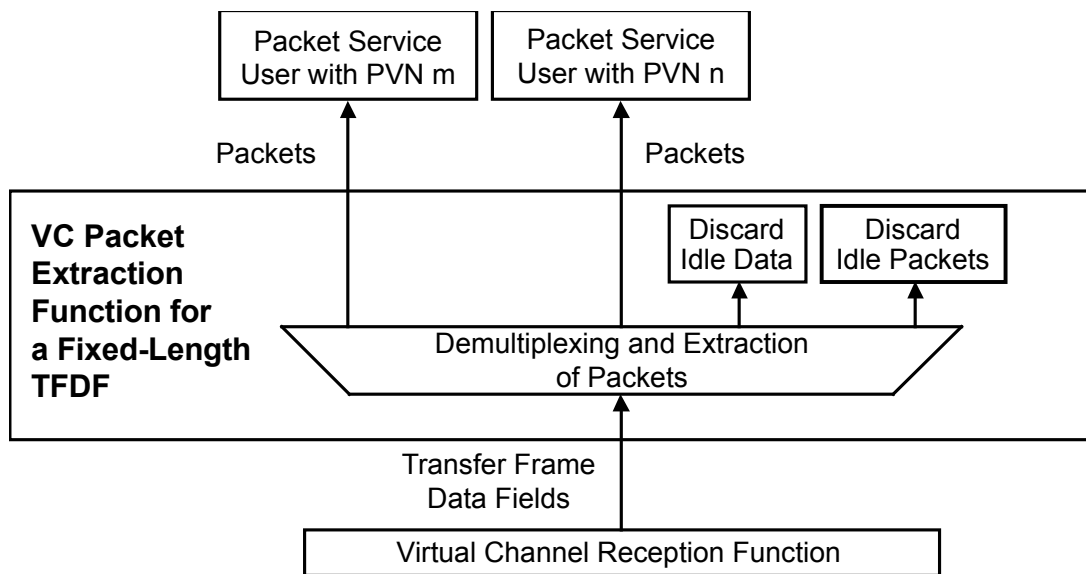 Packet Service
User with PVN m
Packet Service
User with PVN n
Packets
Packets
VC Packet
Extraction
Function for
a Fixed-Length
TFDF
Discard
Idle Data
Discard
Idle Packets
Demultiplexing and Extraction
of Packets
Transfer Frame
Data Fields
Virtual Channel Reception Function